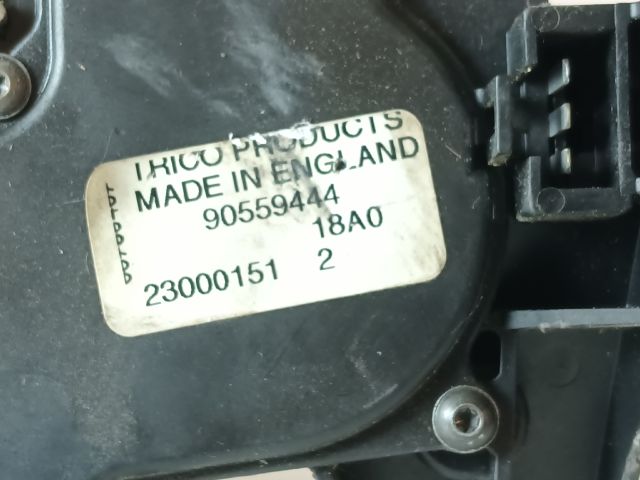 TRICO PRODUCTS
MADE IN ENGLAND
90559444
18A0
23000151 2